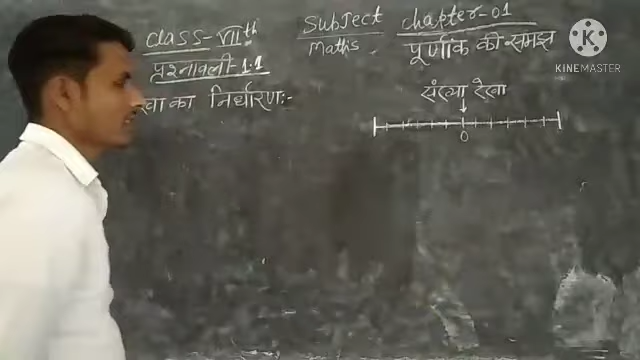 class-VIIth
Subject
Maths
chapter-01
पूर्णांक की समझ
प्रश्नावली-1.1
का निर्धारण:-
संख्या रेखा
0
K
KINEMASTER